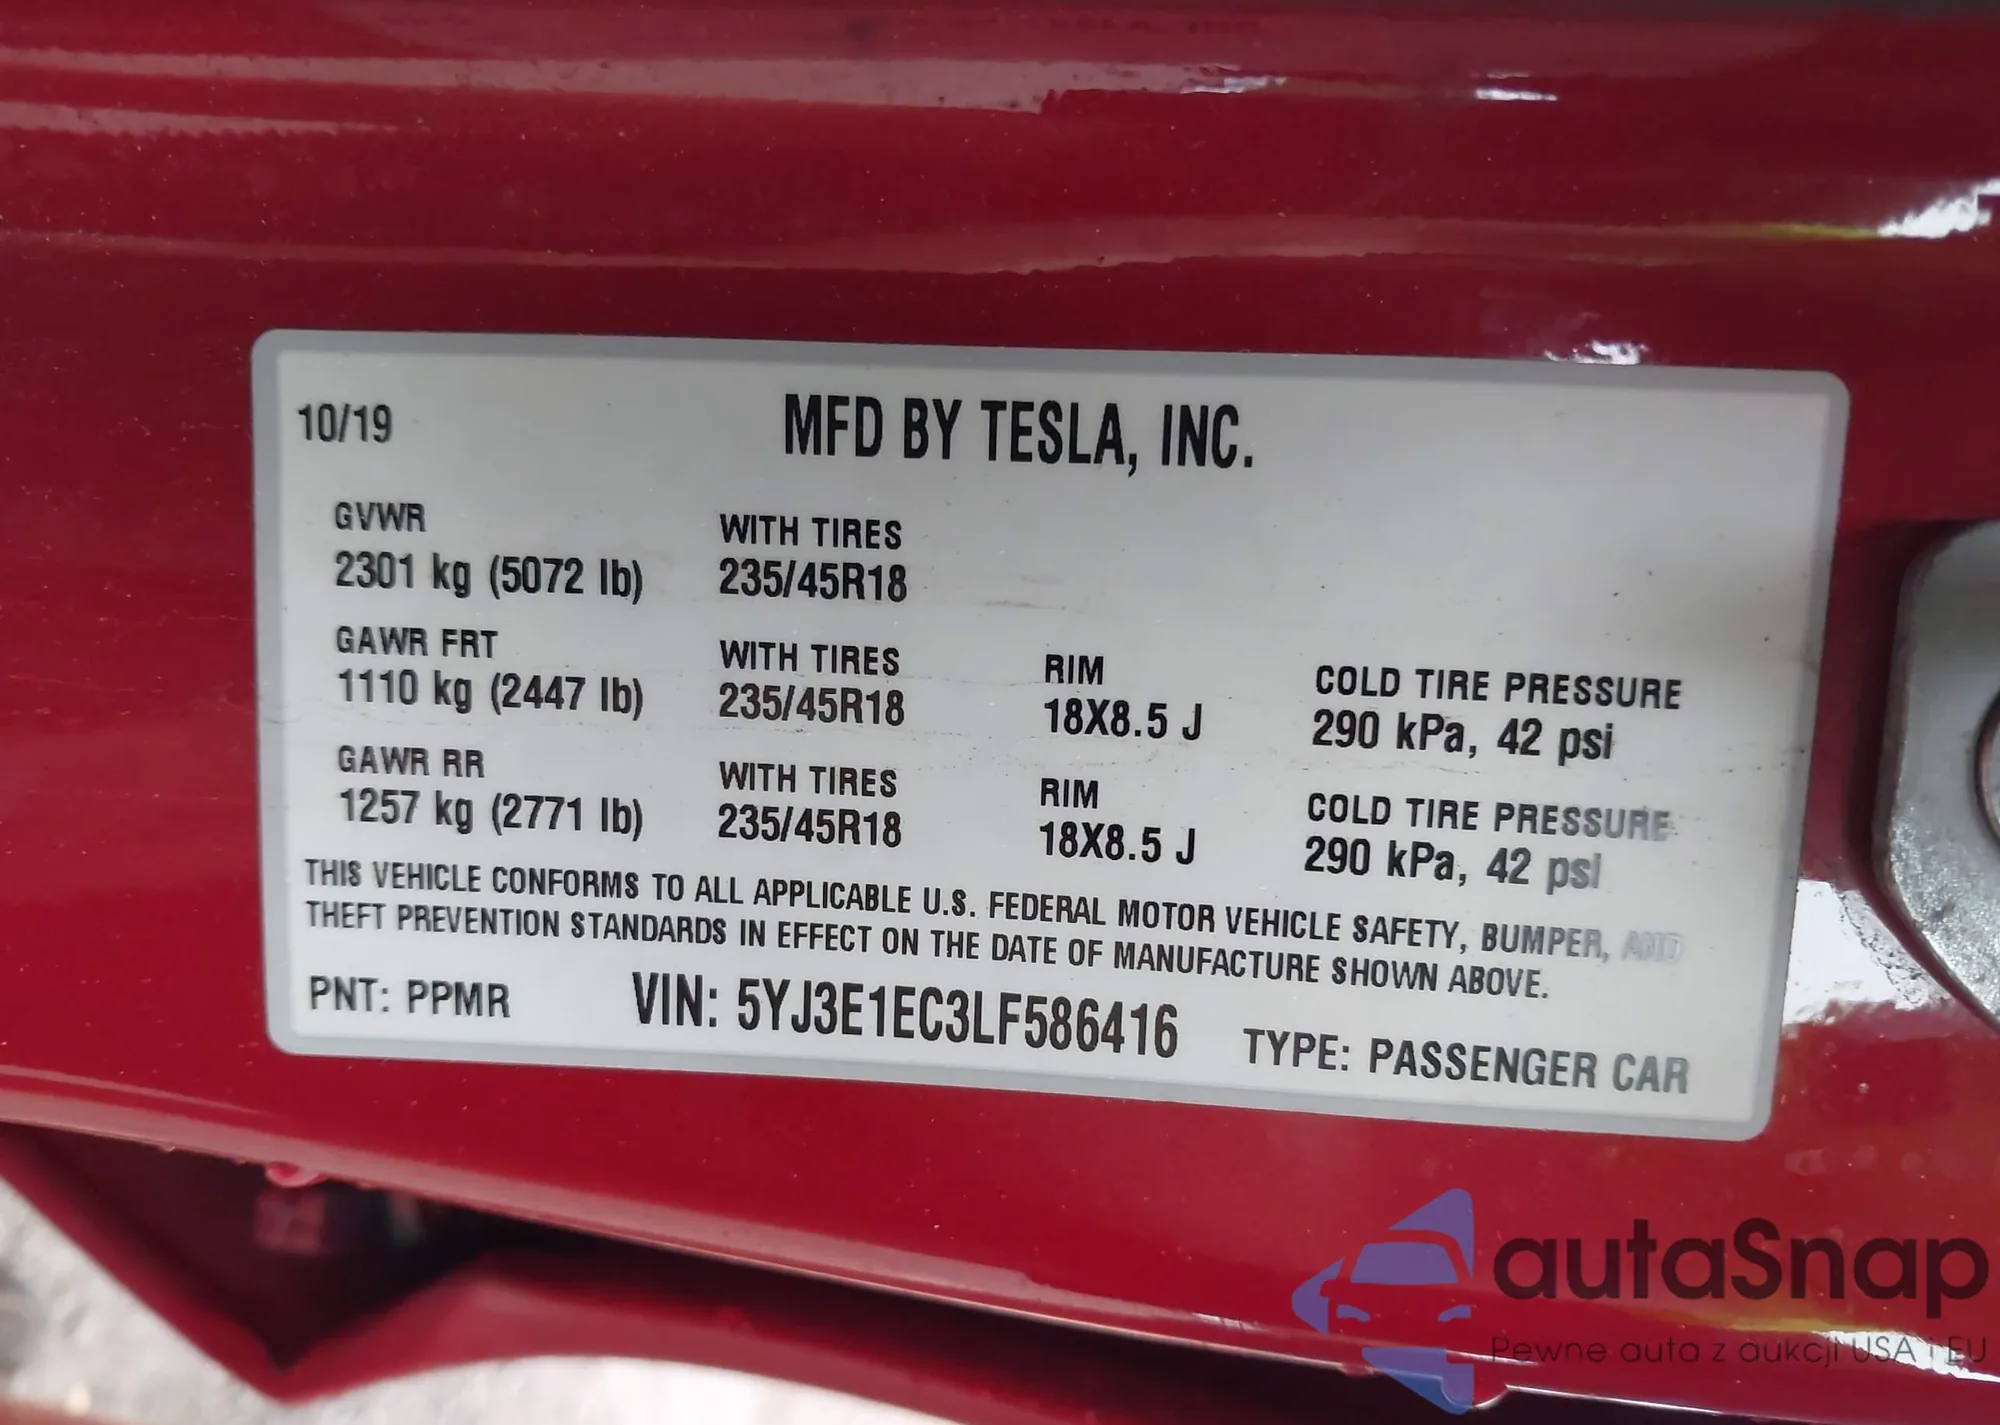 10/19 MFD BY TESLA, INC.
GVWR WITH TIRES
2301 kg (5072 lb) 235/45R18
GAWR FRT WITH TIRES RIM COLD TIRE PRESSURE
1110 kg (2447 lb) 235/45R18 18X8.5 J 290 kPa, 42 psi
GAWR RR WITH TIRES RIM COLD TIRE PRESSURE
1257 kg (2771 lb) 235/45R18 18X8.5 J 290 kPa, 42 psi
THIS VEHICLE CONFORMS TO ALL APPLICABLE U.S. FEDERAL MOTOR VEHICLE SAFETY, BUMPER, AND
THEFT PREVENTION STANDARDS IN EFFECT ON THE DATE OF MANUFACTURE SHOWN ABOVE.
PNT: PPMR VIN: 5YJ3E1EC3LF586416 TYPE: PASSENGER CAR
autaSnap
Pewne auta z aukcji USA i EU